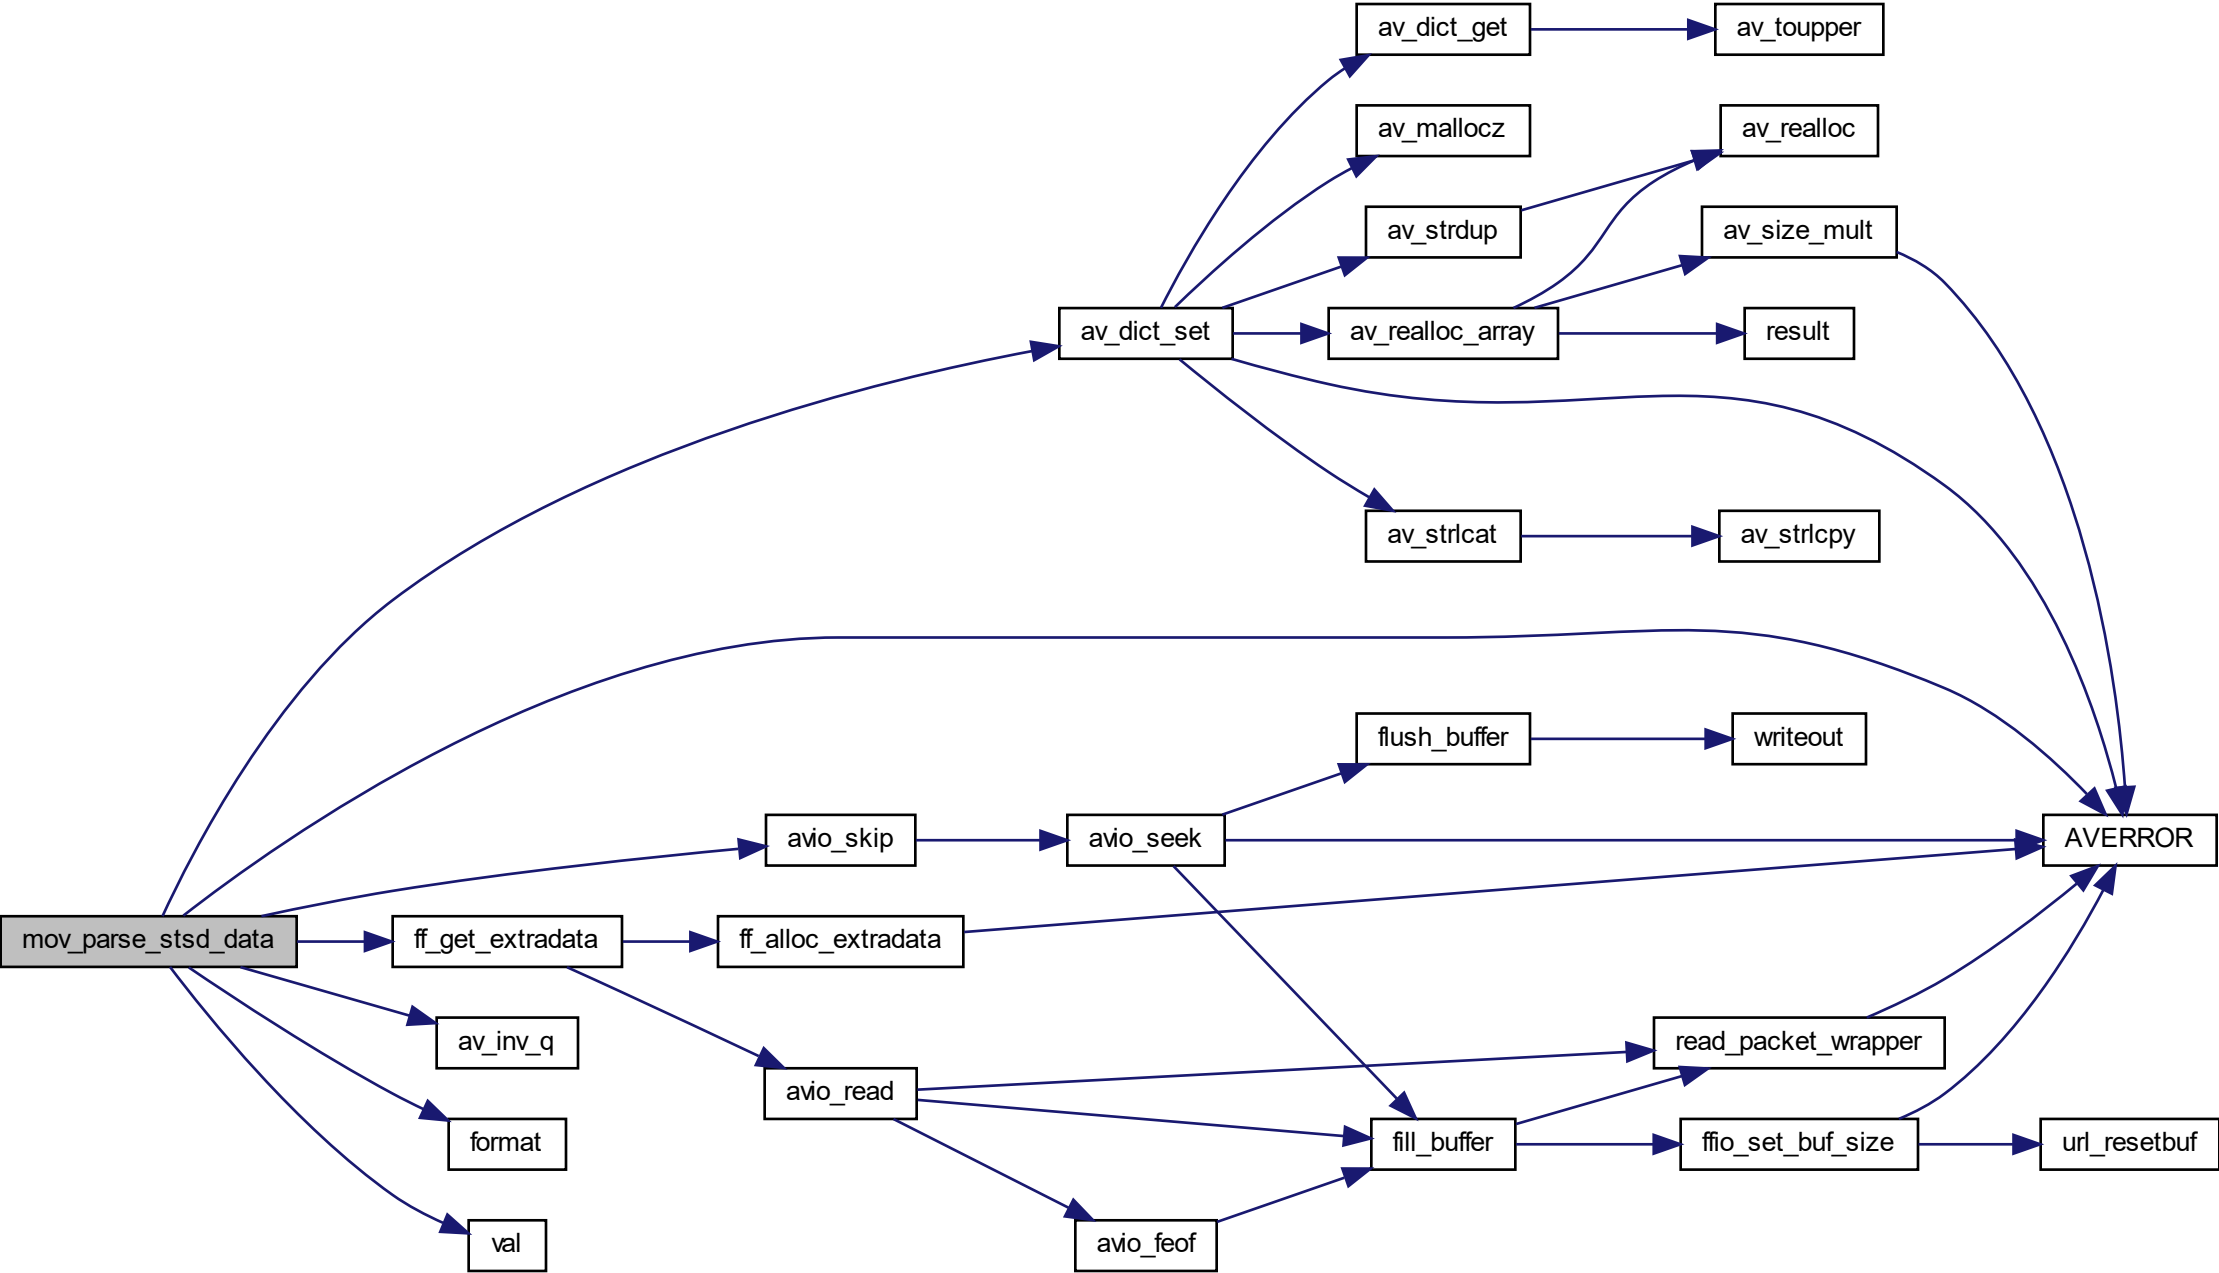 av_dict_get
av_toupper
av_mallocz
av_realloc
av_strdup
av_size_mult
av_dict_set
av_realloc_array
result
av_strlcat
av_strlcpy
flush_buffer
writeout
avio_skip
avio_seek
AVERROR
mov_parse_stsd_data
ff_get_extradata
ff_alloc_extradata
av_inv_q
read_packet_wrapper
avio_read
format
fill_buffer
ffio_set_buf_size
url_resetbuf
val
avio_feof